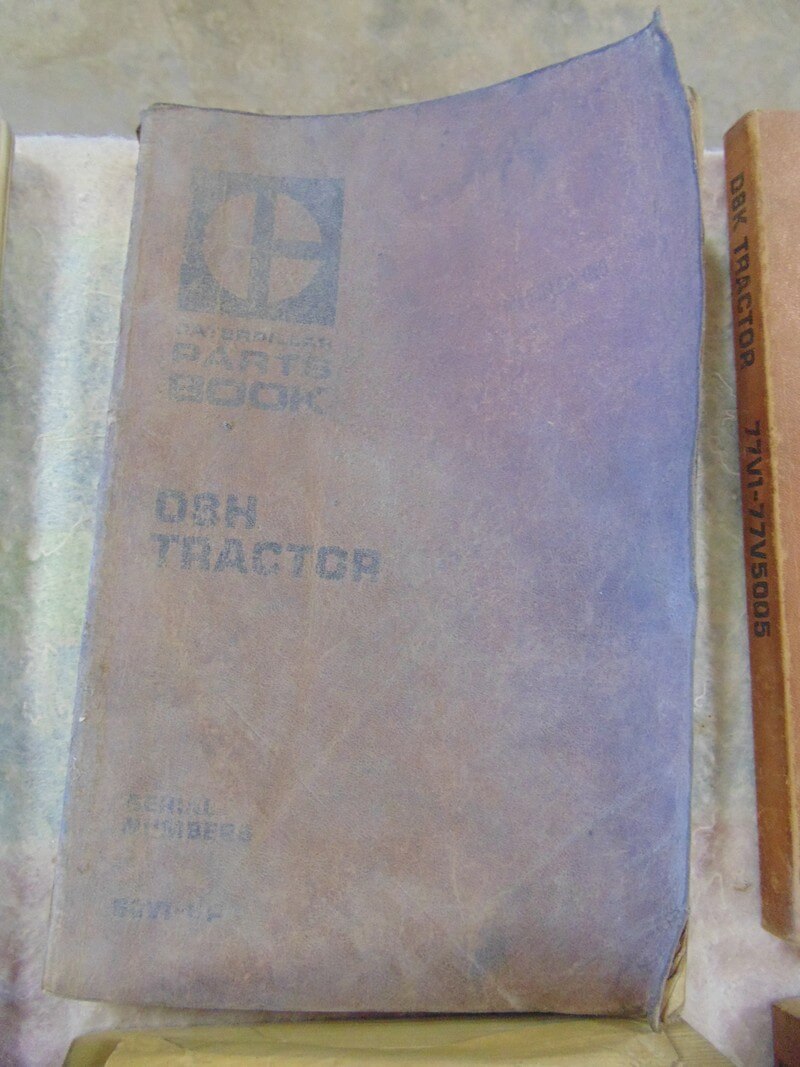 CATERPILLAR
PARTS
BOOK
D8H
TRACTOR
SERIAL
NUMBERS
D8K TRACTOR 77V1-77V5005